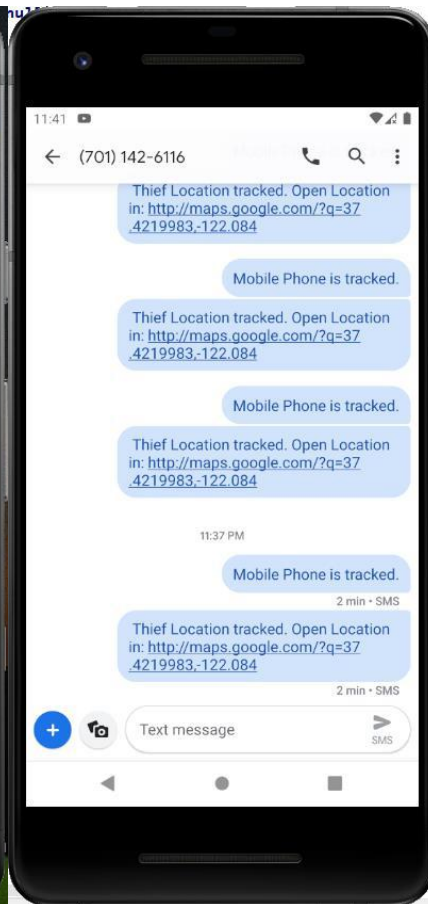 11:41
(701) 142-6116
Thief Location tracked. Open Location
in: http://maps.google.com/?q=37
.4219983,-122.084
Mobile Phone is tracked.
Thief Location tracked. Open Location
in: http://maps.google.com/?q=37
.4219983,-122.084
Mobile Phone is tracked.
Thief Location tracked. Open Location
in: http://maps.google.com/?q=37
.4219983,-122.084
11:37 PM
Mobile Phone is tracked.
2 min • SMS
Thief Location tracked. Open Location
in: http://maps.google.com/?q=37
.4219983,-122.084
2 min • SMS
Text message
SMS